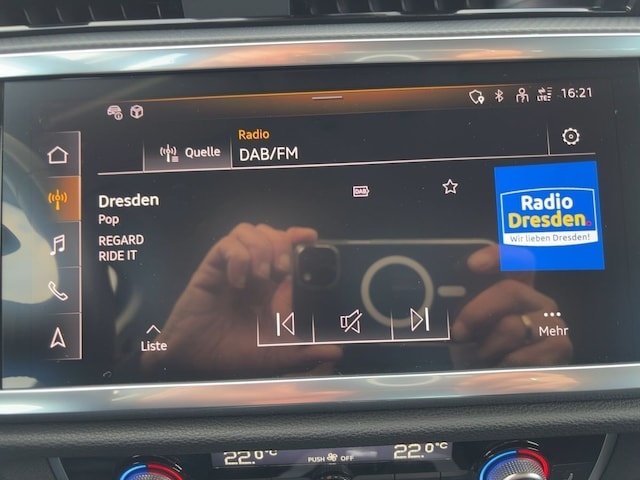 LTE 16:21
Radio
Quelle DAB/FM
Dresden DAB
Pop
REGARD
RIDE IT
Radio
Dresden.
Wir lieben Dresden!
Liste
Mehr
22.0°C PUSH OFF 22.0°C